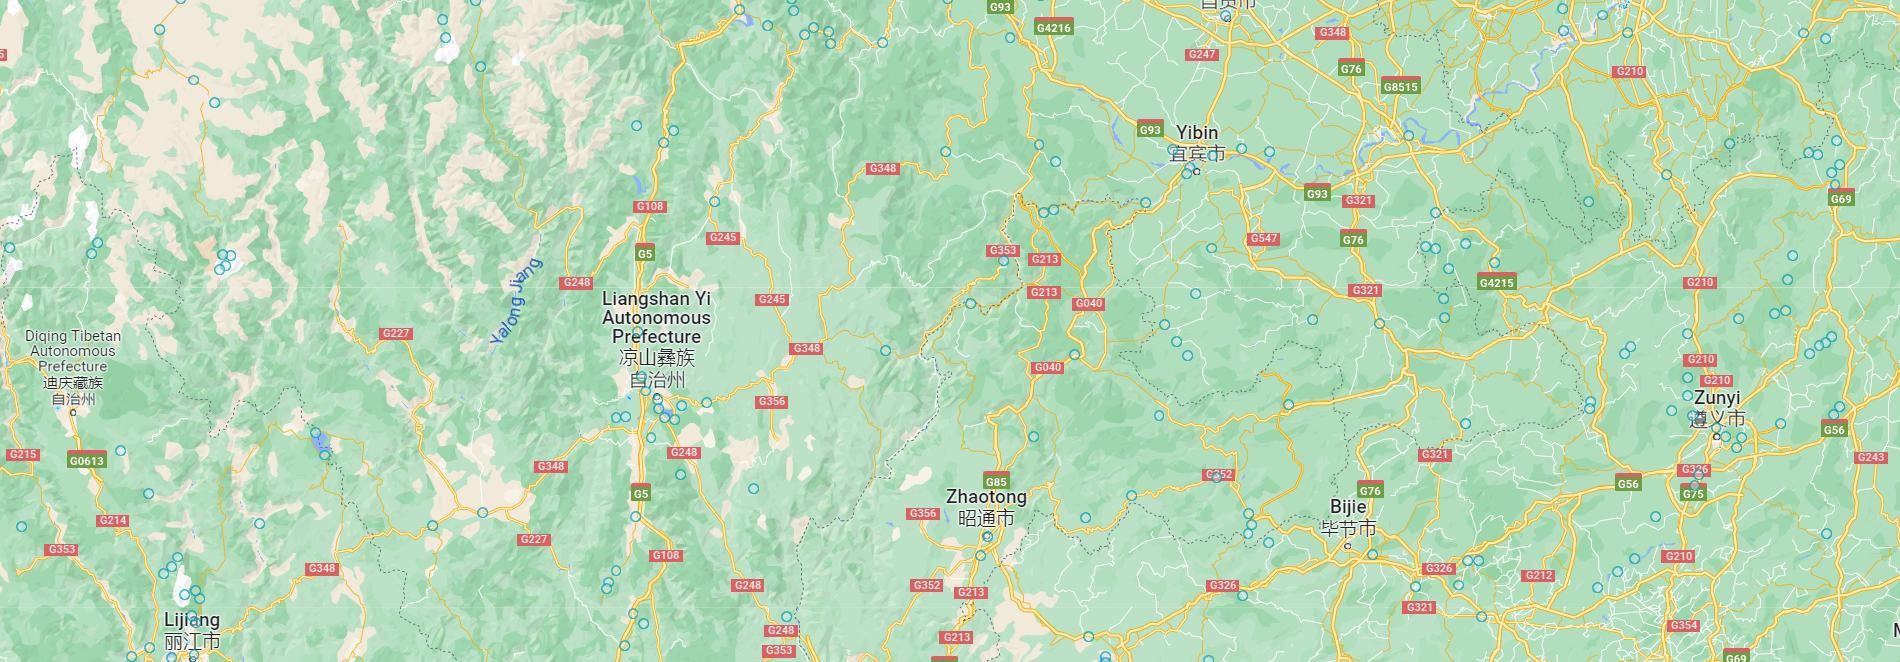 G93
G4216
自贡市
G348
G247
G76
G8515
G210
G93
Yibin
宜宾市
G348
G108
G93
G321
G69
G245
G5
G353
G213
G547
G76
Yalong Jiang
G248
G245
G213
G040
G321
G4215
G210
Liangshan Yi
Autonomous
Prefecture
凉山彝族
自治州
Diqing Tibetan
Autonomous
Prefecture
迪庆藏族
自治州
G227
G348
G040
G210
G210
G356
Zunyi
遵义市
G56
G215
G0613
G348
G248
G321
G243
G352
G326
G56
G75
G5
G85
Zhaotong
昭通市
G76
Bijie
毕节市
G214
G356
G353
G227
G108
G210
G348
G248
G352
G213
G326
G326
G212
G321
Lijiang
丽江市
G248
G353
G213
G354
G69